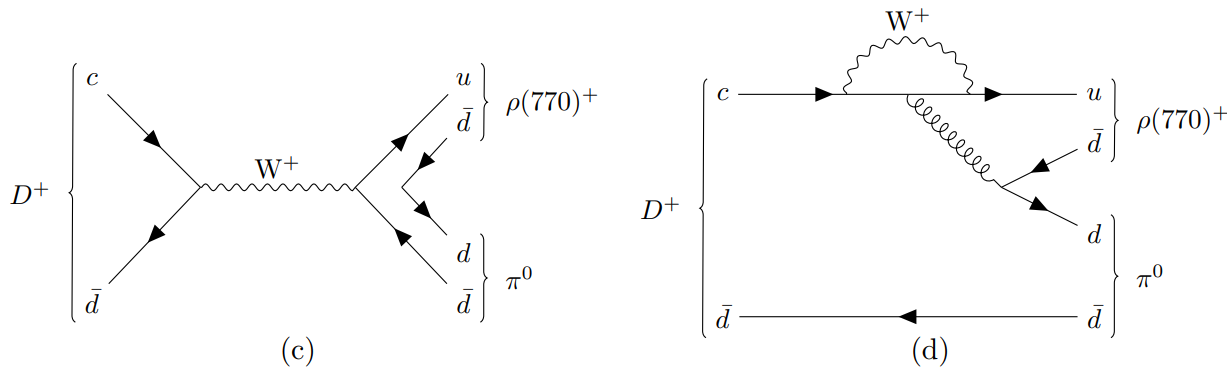 D⁺
c
d̄
W⁺
u
d̄
ρ(770)⁺
d
d̄
π⁰
(c)
D⁺
c
d̄
W⁺
u
d̄
ρ(770)⁺
d
d̄
π⁰
(d)